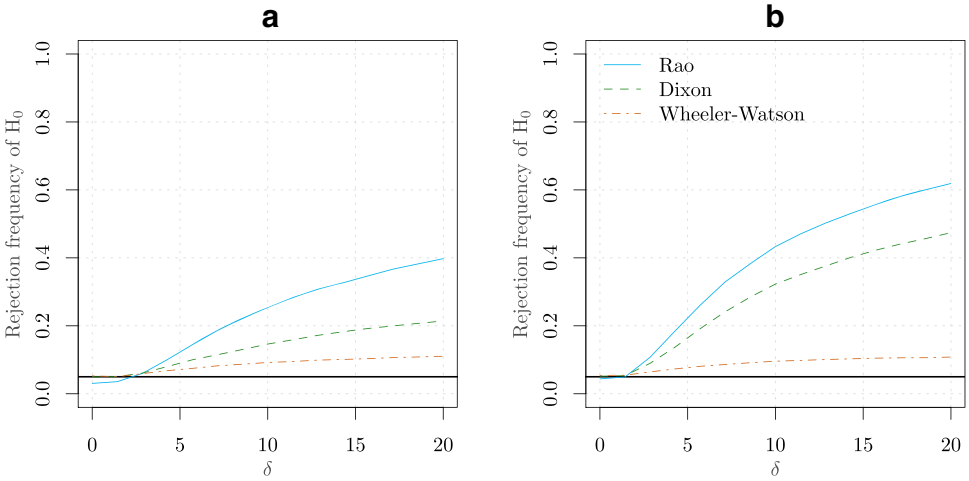 a
Rejection frequency of H0
1.0
0.8
0.6
0.4
0.2
0.0
0 5 10 15 20
δ
b
Rejection frequency of H0
1.0
0.8
0.6
0.4
0.2
0.0
Rao
Dixon
Wheeler-Watson
0 5 10 15 20
δ